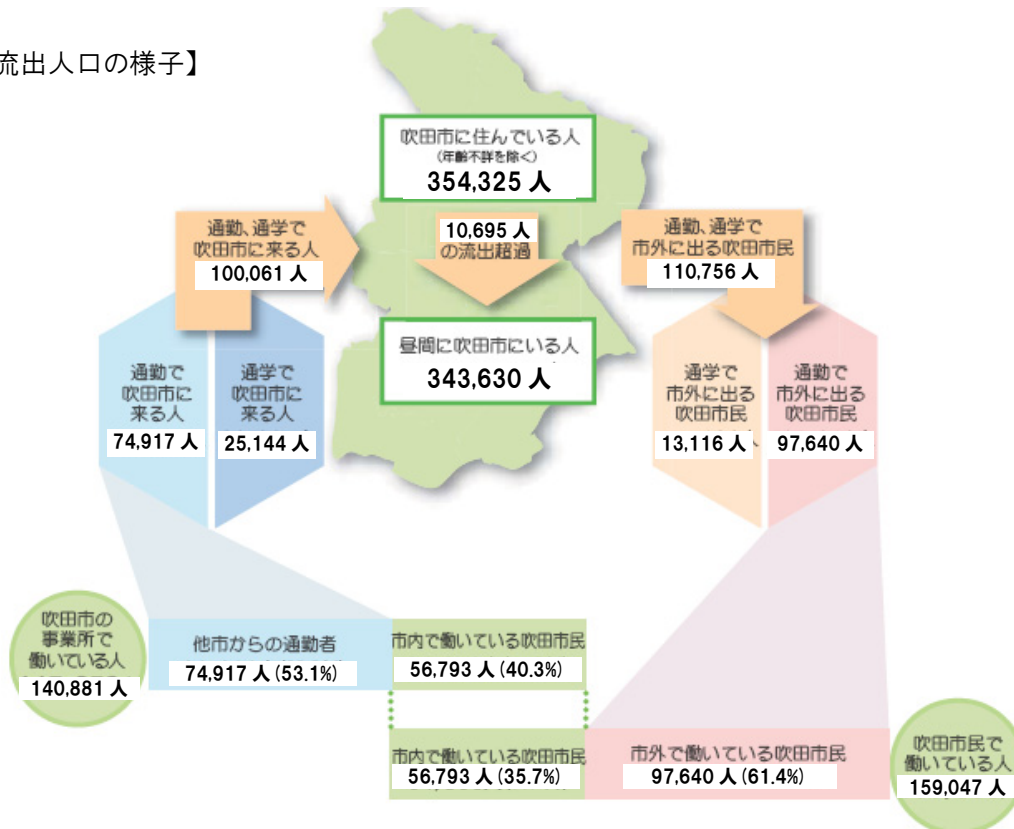 流出人口の様子】
吹田市に住んでいる人
(年齢不詳を除く)
354,325 人
通勤、通学で
吹田市に来る人
100,061 人
10,695 人
の流出超過
通勤、通学で
市外に出る吹田市民
110,756 人
昼間に吹田市にいる人
343,630 人
通勤で
吹田市に
来る人
74,917 人
通学で
吹田市に
来る人
25,144 人
通学で
市外に出る
吹田市民
13,116 人
通勤で
市外に出る
吹田市民
97,640 人
吹田市の
事業所で
働いている人
140,881 人
他市からの通勤者
74,917 人 (53.1%)
市内で働いている吹田市民
56,793 人 (40.3%)
市内で働いている吹田市民
56,793 人 (35.7%)
市外で働いている吹田市民
97,640 人 (61.4%)
吹田市民で
働いている人
159,047 人